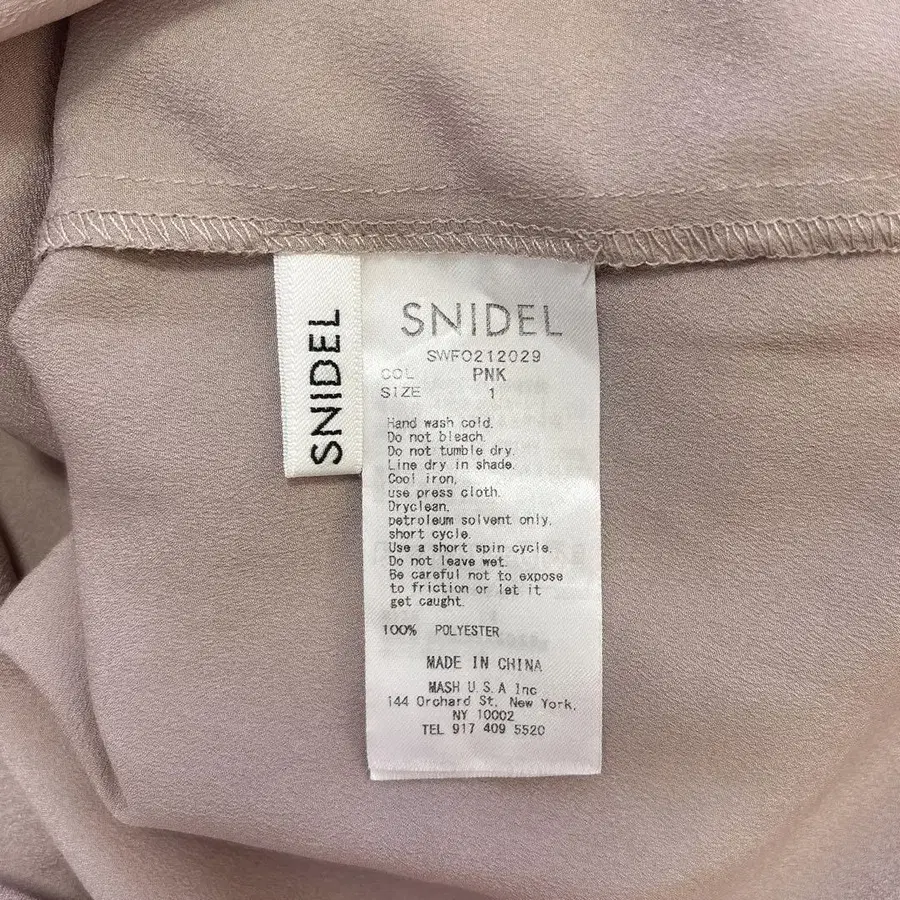 SNIDEL
SNIDEL
SWFO212029
COL PNK
SIZE 1
Hand wash cold.
Do not bleach.
Do not tumble dry.
Line dry in shade.
Cool iron,
use press cloth.
Dryclean,
petroleum solvent only,
short cycle.
Use a short spin cycle.
Do not leave wet.
Be careful not to expose
to friction or let it
get caught.
100% POLYESTER
MADE IN CHINA
MASH U.S.A Inc
144 Orchard St, New York,
NY 10002
TEL 917 409 5520